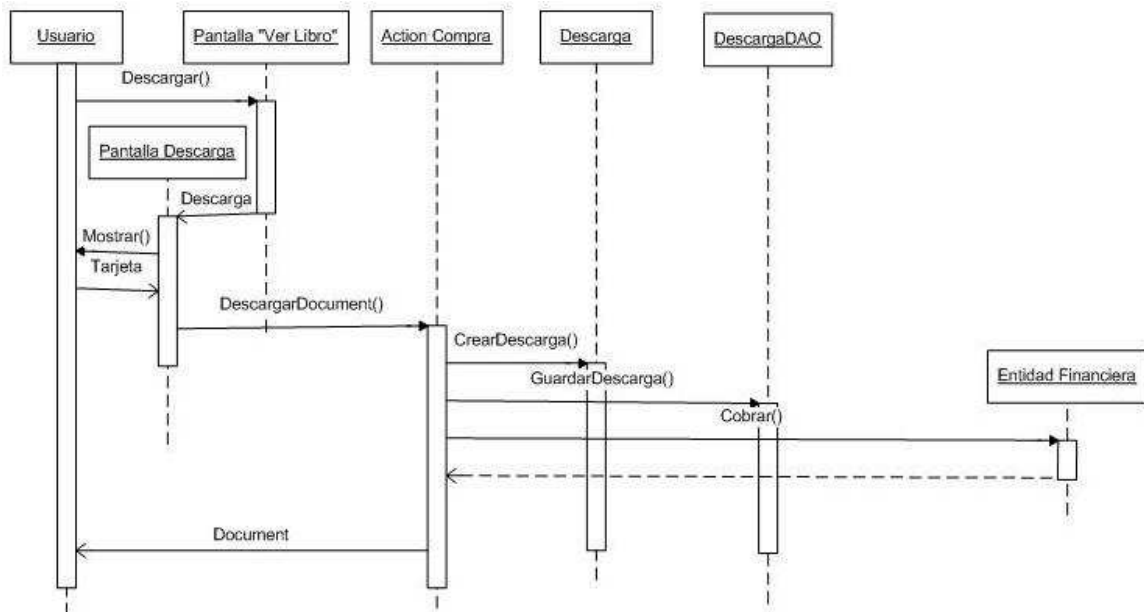 Usuario
Pantalla "Ver Libro"
Action Compra
Descarga
DescargaDAO
Descargar()
Pantalla Descarga
Descarga
Mostrar()
Tarjeta
DescargarDocument()
CrearDescarga()
GuardarDescarga()
Entidad Financiera
Cobrar()
Document